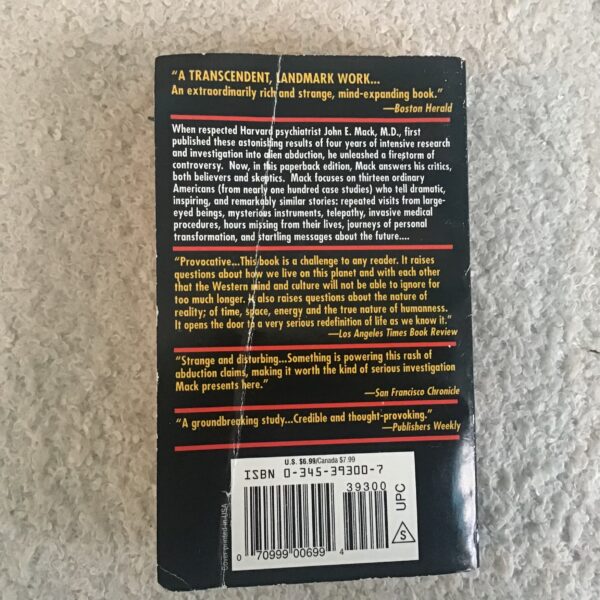 “A TRANSCENDENT, LANDMARK WORK...
An extraordinarily rich and strange, mind-expanding book.”
—Boston Herald
When respected Harvard psychiatrist John E. Mack, M.D., first
published these astonishing results of four years of intensive research
and investigation into alien abduction, he unleashed a firestorm of
controversy. Now, in this paperback edition, Mack answers his critics,
both believers and skeptics. Mack focuses on thirteen ordinary
Americans (from nearly one hundred case studies) who tell dramatic,
inspiring, and remarkably similar stories: repeated visits from large-
eyed beings, mysterious instruments, telepathy, invasive medical
procedures, hours missing from their lives, journeys of personal
transformation, and startling messages about the future....
“Provocative...This book is a challenge to any reader. It raises
questions about how we live on this planet and with each other
that the Western mind and culture will not be able to ignore for
too much longer. It also raises questions about the nature of
reality; of time, space, energy and the true nature of humanness.
It opens the door to a very serious redefinition of life as we know it.”
—Los Angeles Times Book Review
“Strange and disturbing...Something is powering this rash of
abduction claims, making it worth the kind of serious investigation
Mack presents here.”
—San Francisco Chronicle
“A groundbreaking study...Credible and thought-provoking.”
—Publishers Weekly
U.S. $6.99/Canada $7.99
ISBN 0-345-39300-7
39300
0 70999 00699 4
UPC
S
Cover printed in USA